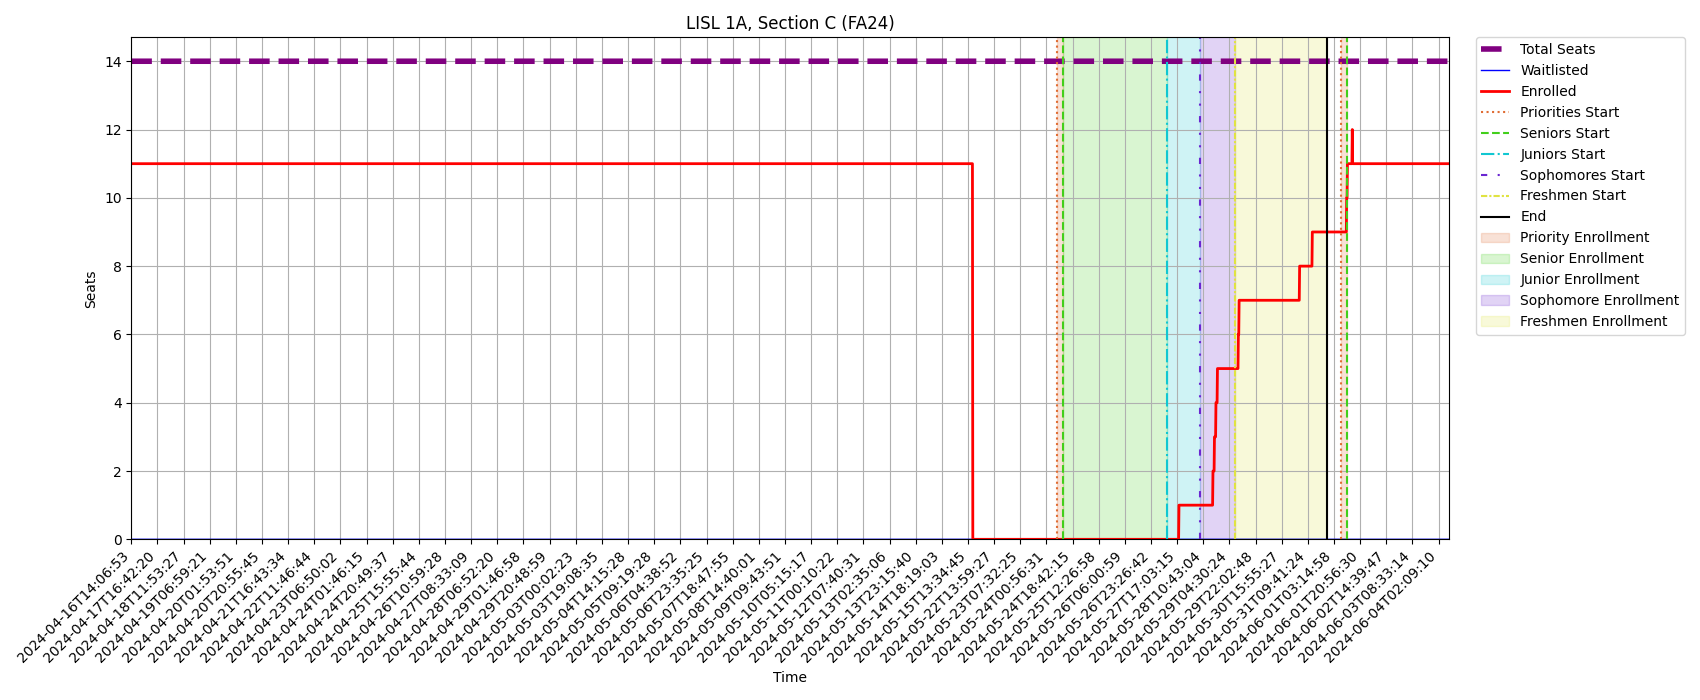 LISL 1A, Section C (FA24)
Total Seats
Waitlisted
Enrolled
Priorities Start
Seniors Start
Juniors Start
Sophomores Start
Freshmen Start
End
Priority Enrollment
Senior Enrollment
Junior Enrollment
Sophomore Enrollment
Freshmen Enrollment
Seats
14
12
10
8
6
4
2
0
2024-04-16T14:06:53
2024-04-17T16:42:20
2024-04-18T11:53:27
2024-04-19T06:59:21
2024-04-20T01:53:51
2024-04-20T20:55:45
2024-04-21T16:43:34
2024-04-22T11:46:44
2024-04-23T06:50:02
2024-04-24T01:46:15
2024-04-24T20:49:37
2024-04-25T15:55:44
2024-04-26T10:59:28
2024-04-27T08:33:09
2024-04-28T06:52:20
2024-04-29T01:46:58
2024-04-29T20:48:59
2024-05-03T00:02:23
2024-05-03T19:08:35
2024-05-04T14:15:28
2024-05-05T09:19:28
2024-05-06T04:38:52
2024-05-06T23:35:25
2024-05-07T18:47:55
2024-05-08T14:40:01
2024-05-09T09:43:51
2024-05-10T05:15:17
2024-05-11T00:10:22
2024-05-12T07:40:31
2024-05-13T02:35:06
2024-05-13T23:15:40
2024-05-14T18:19:03
2024-05-15T13:34:45
2024-05-22T13:59:27
2024-05-23T07:32:25
2024-05-24T00:56:31
2024-05-24T18:42:15
2024-05-25T12:26:58
2024-05-26T06:00:59
2024-05-26T23:26:42
2024-05-27T17:03:15
2024-05-28T10:43:04
2024-05-29T04:30:24
2024-05-29T22:02:48
2024-05-30T15:55:27
2024-05-31T09:41:24
2024-06-01T03:14:58
2024-06-01T20:56:30
2024-06-02T14:39:47
2024-06-03T08:33:14
2024-06-04T02:09:10
Time